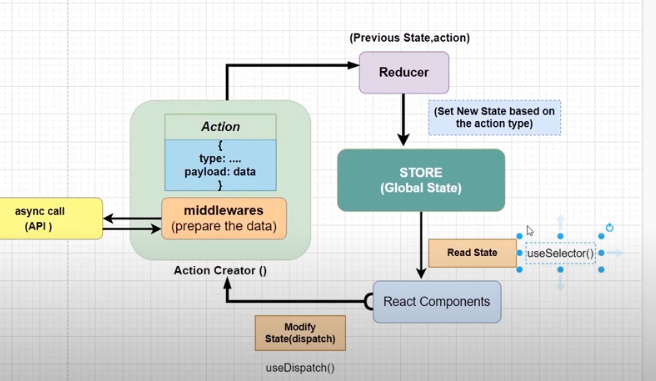 (Previous State,action)
Reducer
Action
{
type: ....
payload: data
}
(Set New State based on
the action type)
STORE
(Global State)
async call
(API )
middlewares
(prepare the data)
Read State
useSelector()
Action Creator ()
React Components
Modify
State(dispatch)
useDispatch()